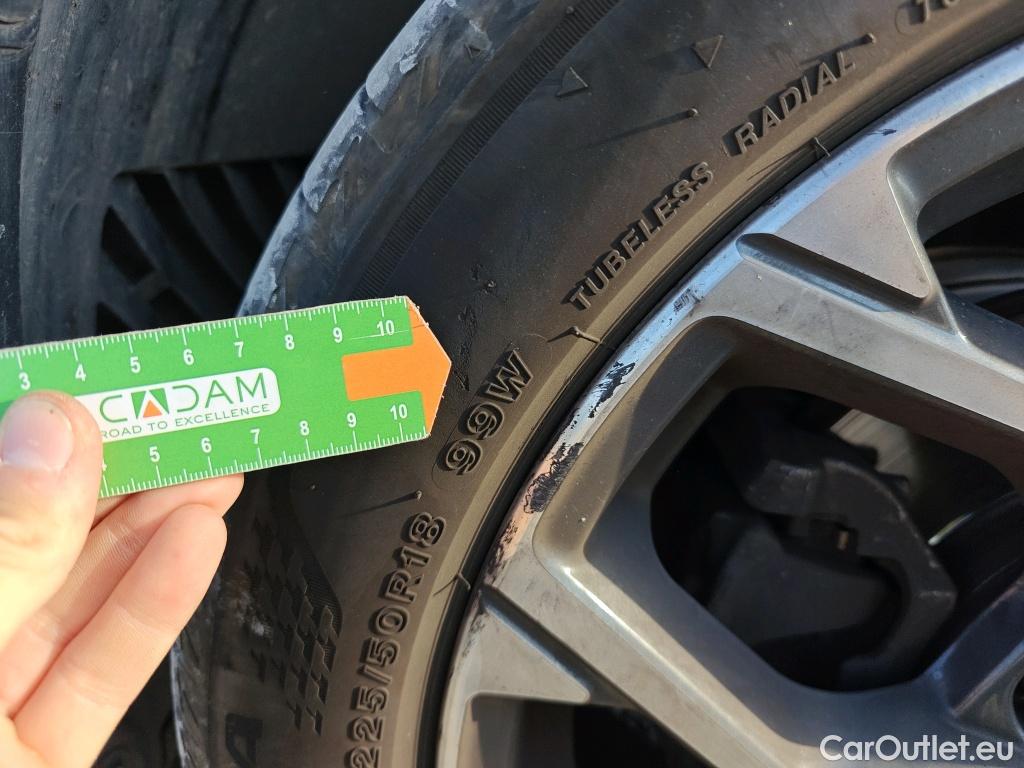 RADIAL
TUBELESS
99W
225/50R18
3 4 5 6 7 8 9 10
CADAM
ROAD TO EXCELLENCE
4 5 6 7 8 9 10
CarOutlet.eu